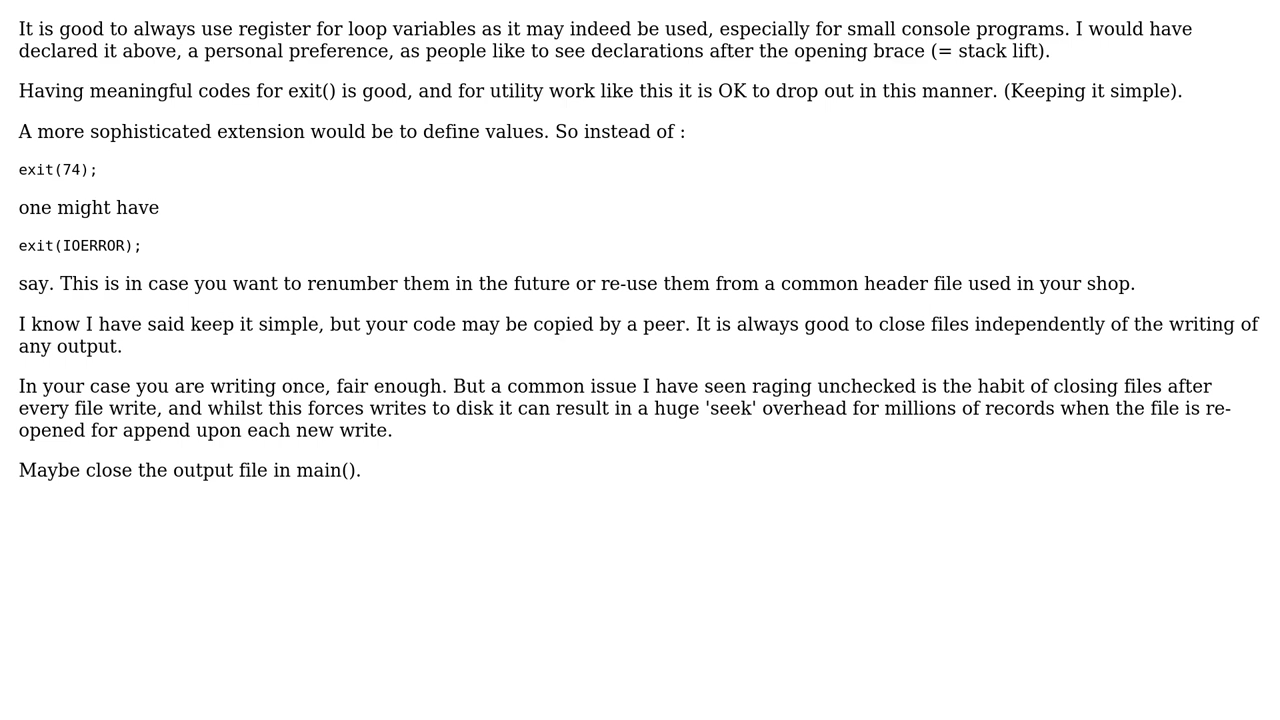 It is good to always use register for loop variables as it may indeed be used, especially for small console programs. I would have
declared it above, a personal preference, as people like to see declarations after the opening brace (= stack lift).
Having meaningful codes for exit() is good, and for utility work like this it is OK to drop out in this manner. (Keeping it simple).
A more sophisticated extension would be to define values. So instead of :
exit(74);
one might have
exit(IOERROR);
say. This is in case you want to renumber them in the future or re-use them from a common header file used in your shop.
I know I have said keep it simple, but your code may be copied by a peer. It is always good to close files independently of the writing of
any output.
In your case you are writing once, fair enough. But a common issue I have seen raging unchecked is the habit of closing files after
every file write, and whilst this forces writes to disk it can result in a huge 'seek' overhead for millions of records when the file is re-
opened for append upon each new write.
Maybe close the output file in main().